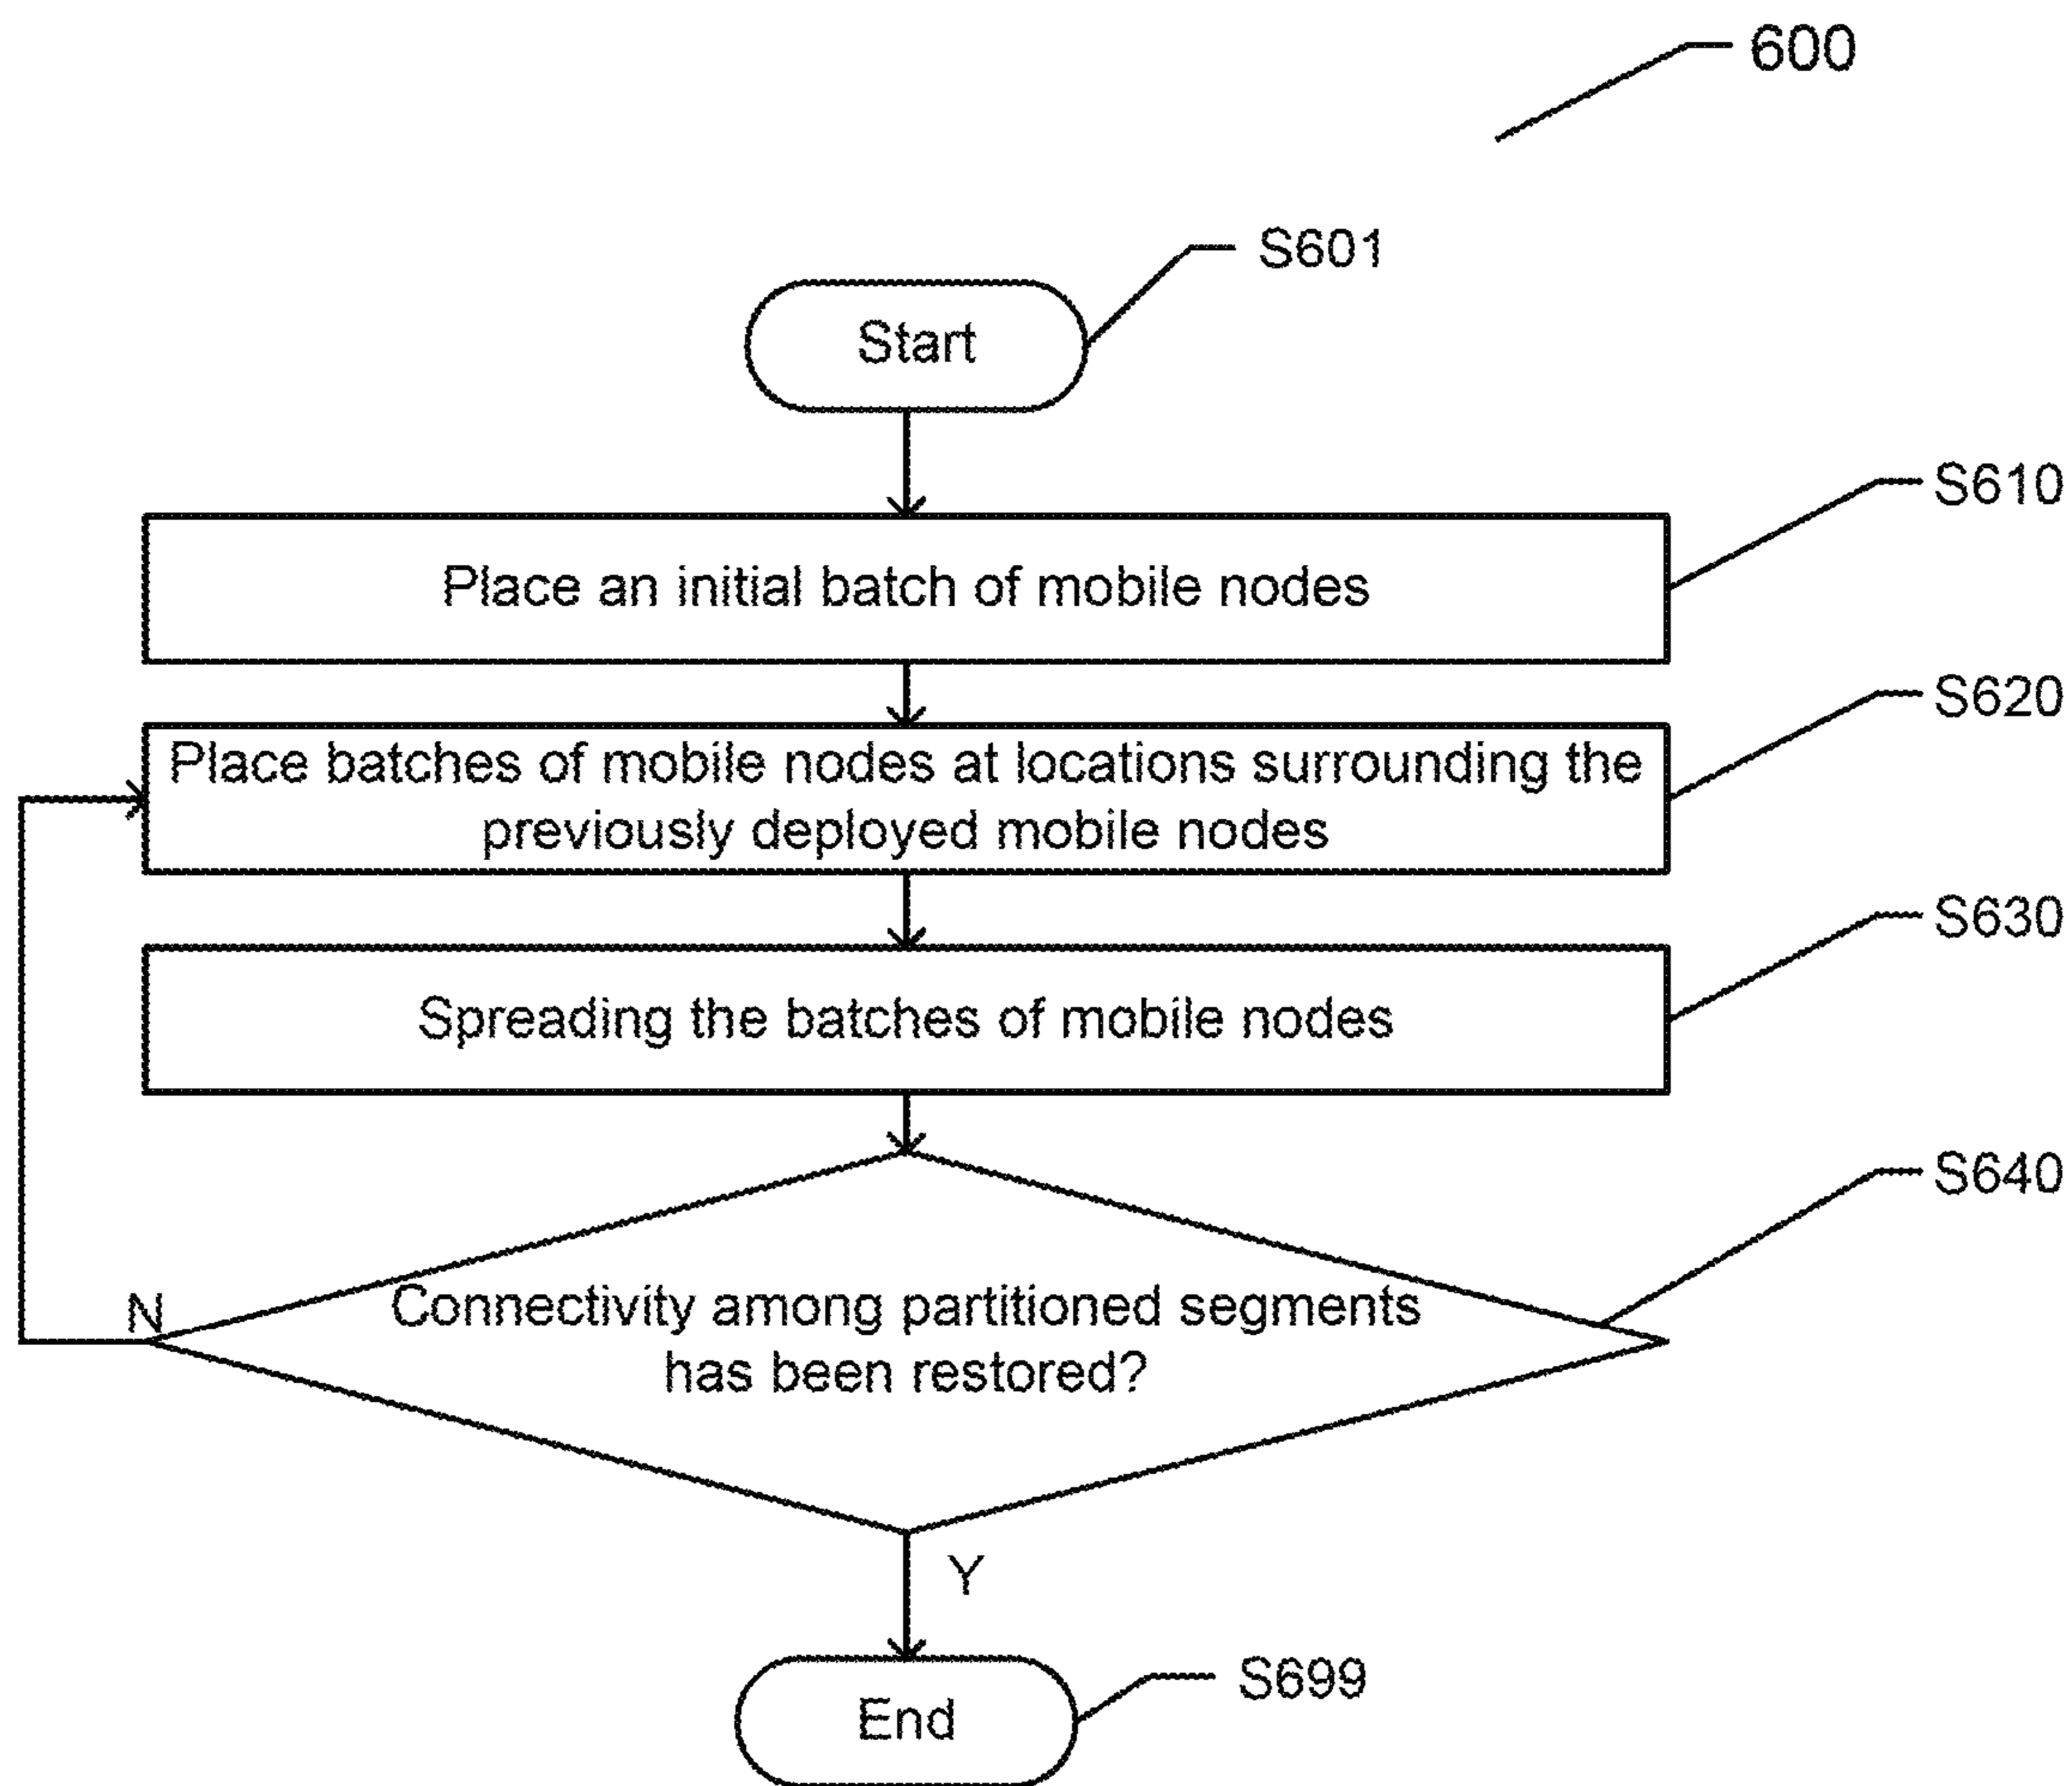 600
S601
Start
S610
Place an initial batch of mobile nodes
S620
Place batches of mobile nodes at locations surrounding the
previously deployed mobile nodes
S630
Spreading the batches of mobile nodes
S640
N
Connectivity among partitioned segments
has been restored?
Y
S699
End